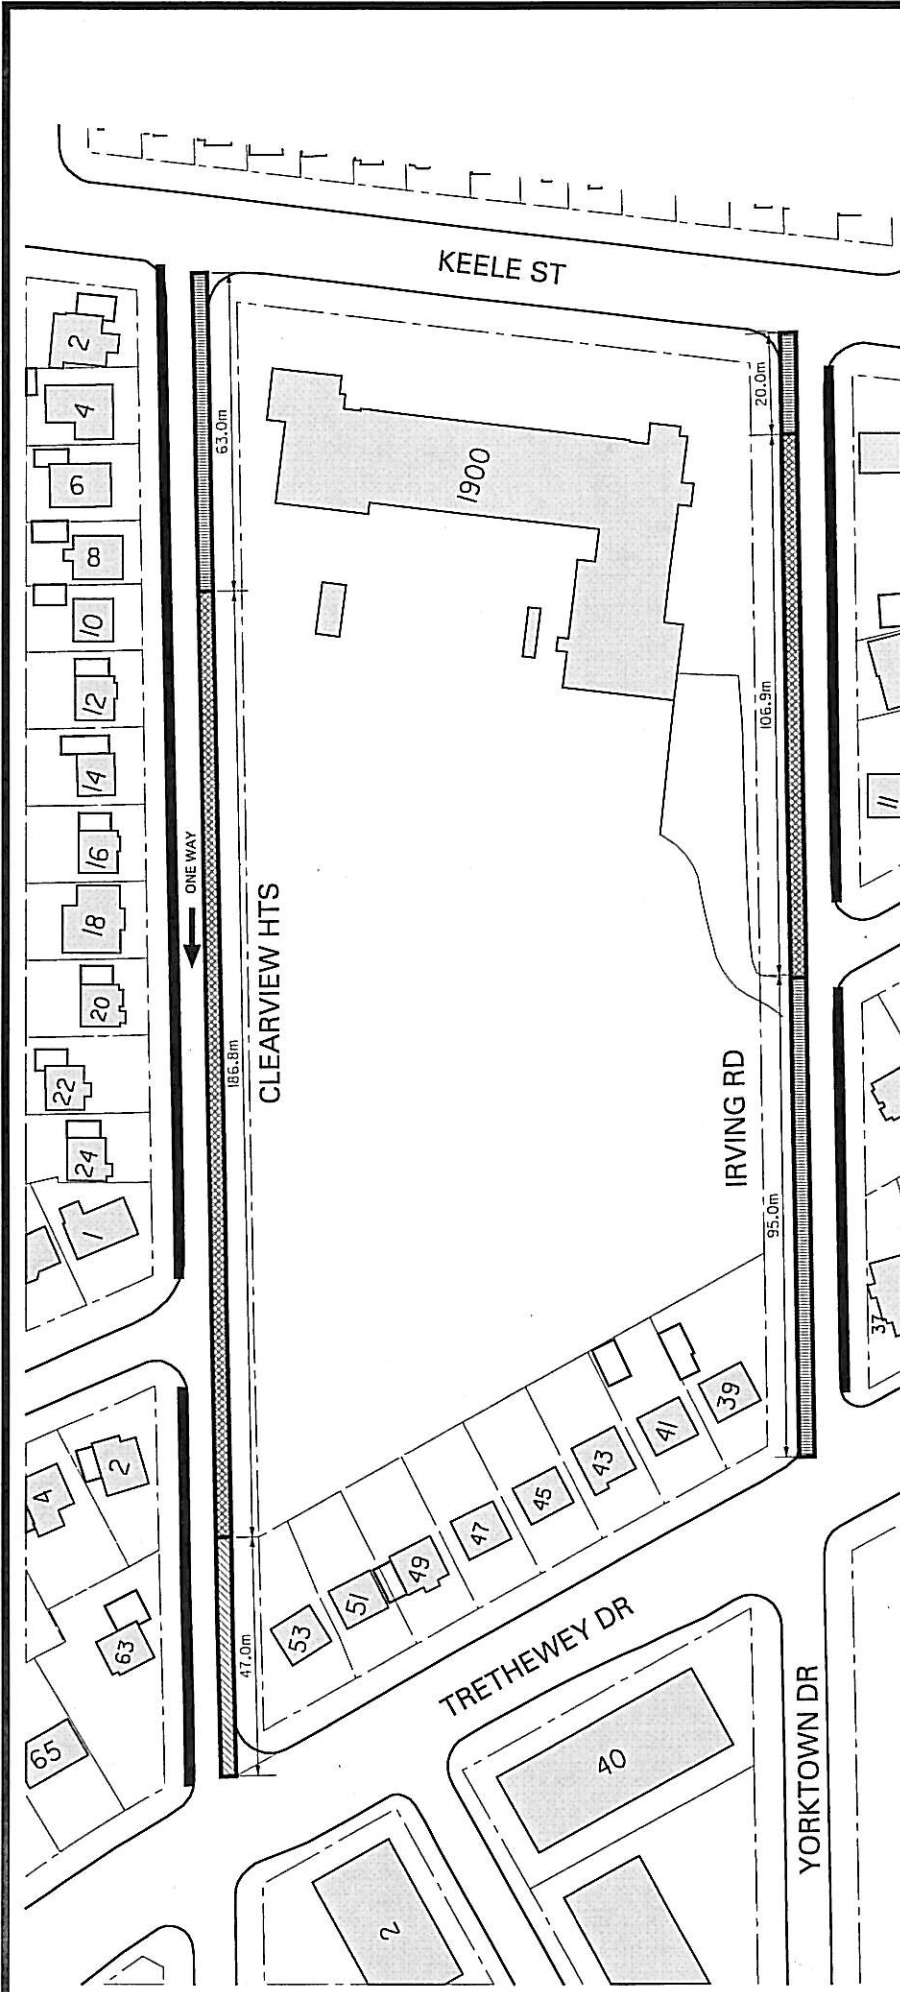 KEELE ST
2
4
6
8
10
12
14
16
18
20
22
24
1
63.0m
20.0m
1900
106.9m
ONE WAY
CLEARVIEW HTS
186.8m
11
IRVING RD
95.0m
37
39
41
43
45
47
49
51
53
4
2
63
65
47.0m
TRETHEWEY DR
40
YORKTOWN DR
2